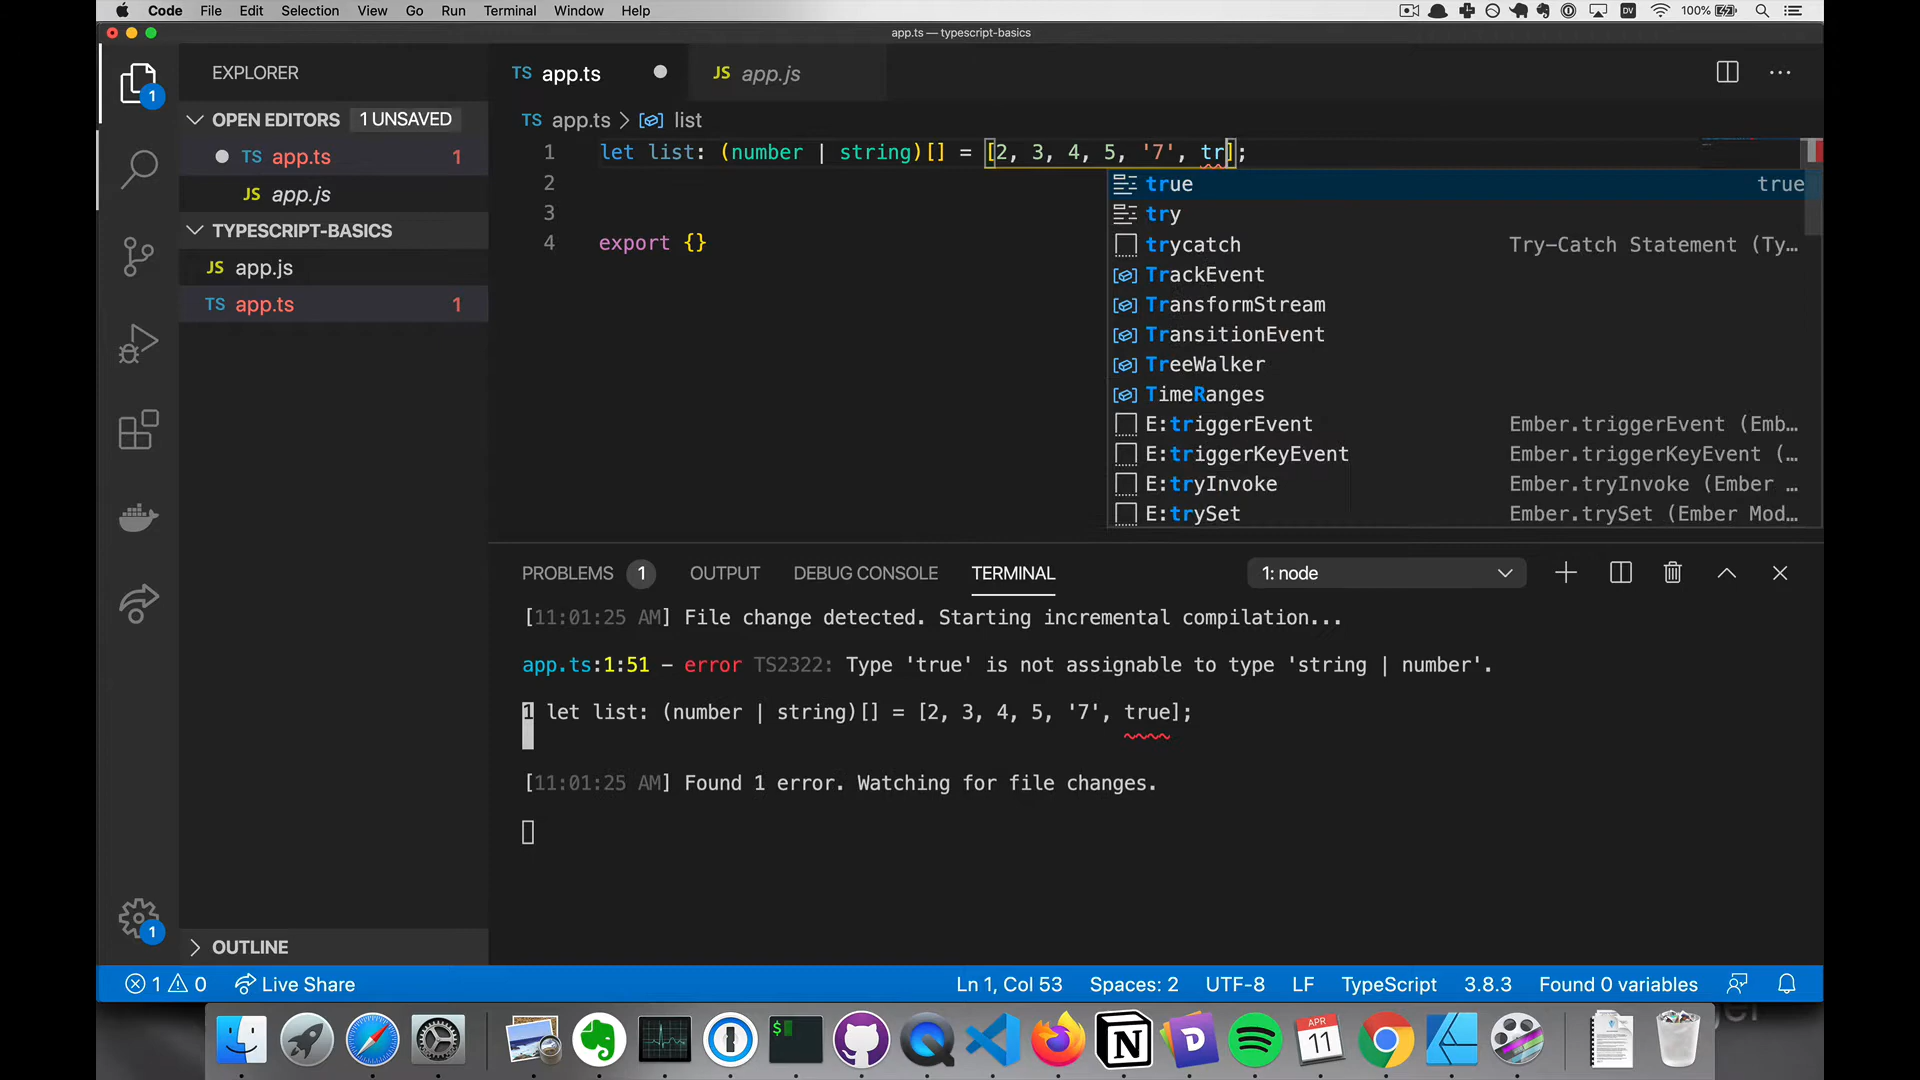 Code File Edit Selection View Go Run Terminal Window Help
DV 100%
app.ts — typescript-basics
EXPLORER
TS app.ts
JS app.js
1
OPEN EDITORS 1 UNSAVED
TS app.ts 1
JS app.js
TYPESCRIPT-BASICS
JS app.js
TS app.ts 1
TS app.ts > list
1 let list: (number | string)[] = [2, 3, 4, 5, '7', tr];
2
3
4 export {}
true true
try
trycatch Try-Catch Statement (Ty…
TrackEvent
TransformStream
TransitionEvent
TreeWalker
TimeRanges
E:triggerEvent Ember.triggerEvent (Emb…
E:triggerKeyEvent Ember.triggerKeyEvent (…
E:tryInvoke Ember.tryInvoke (Ember …
E:trySet Ember.trySet (Ember Mod…
PROBLEMS 1 OUTPUT DEBUG CONSOLE TERMINAL 1: node
[11:01:25 AM] File change detected. Starting incremental compilation...
app.ts:1:51 - error TS2322: Type 'true' is not assignable to type 'string | number'.
1 let list: (number | string)[] = [2, 3, 4, 5, '7', true];
[11:01:25 AM] Found 1 error. Watching for file changes.
OUTLINE
1
1 0 Live Share Ln 1, Col 53 Spaces: 2 UTF-8 LF TypeScript 3.8.3 Found 0 variables
$
N
APR
11